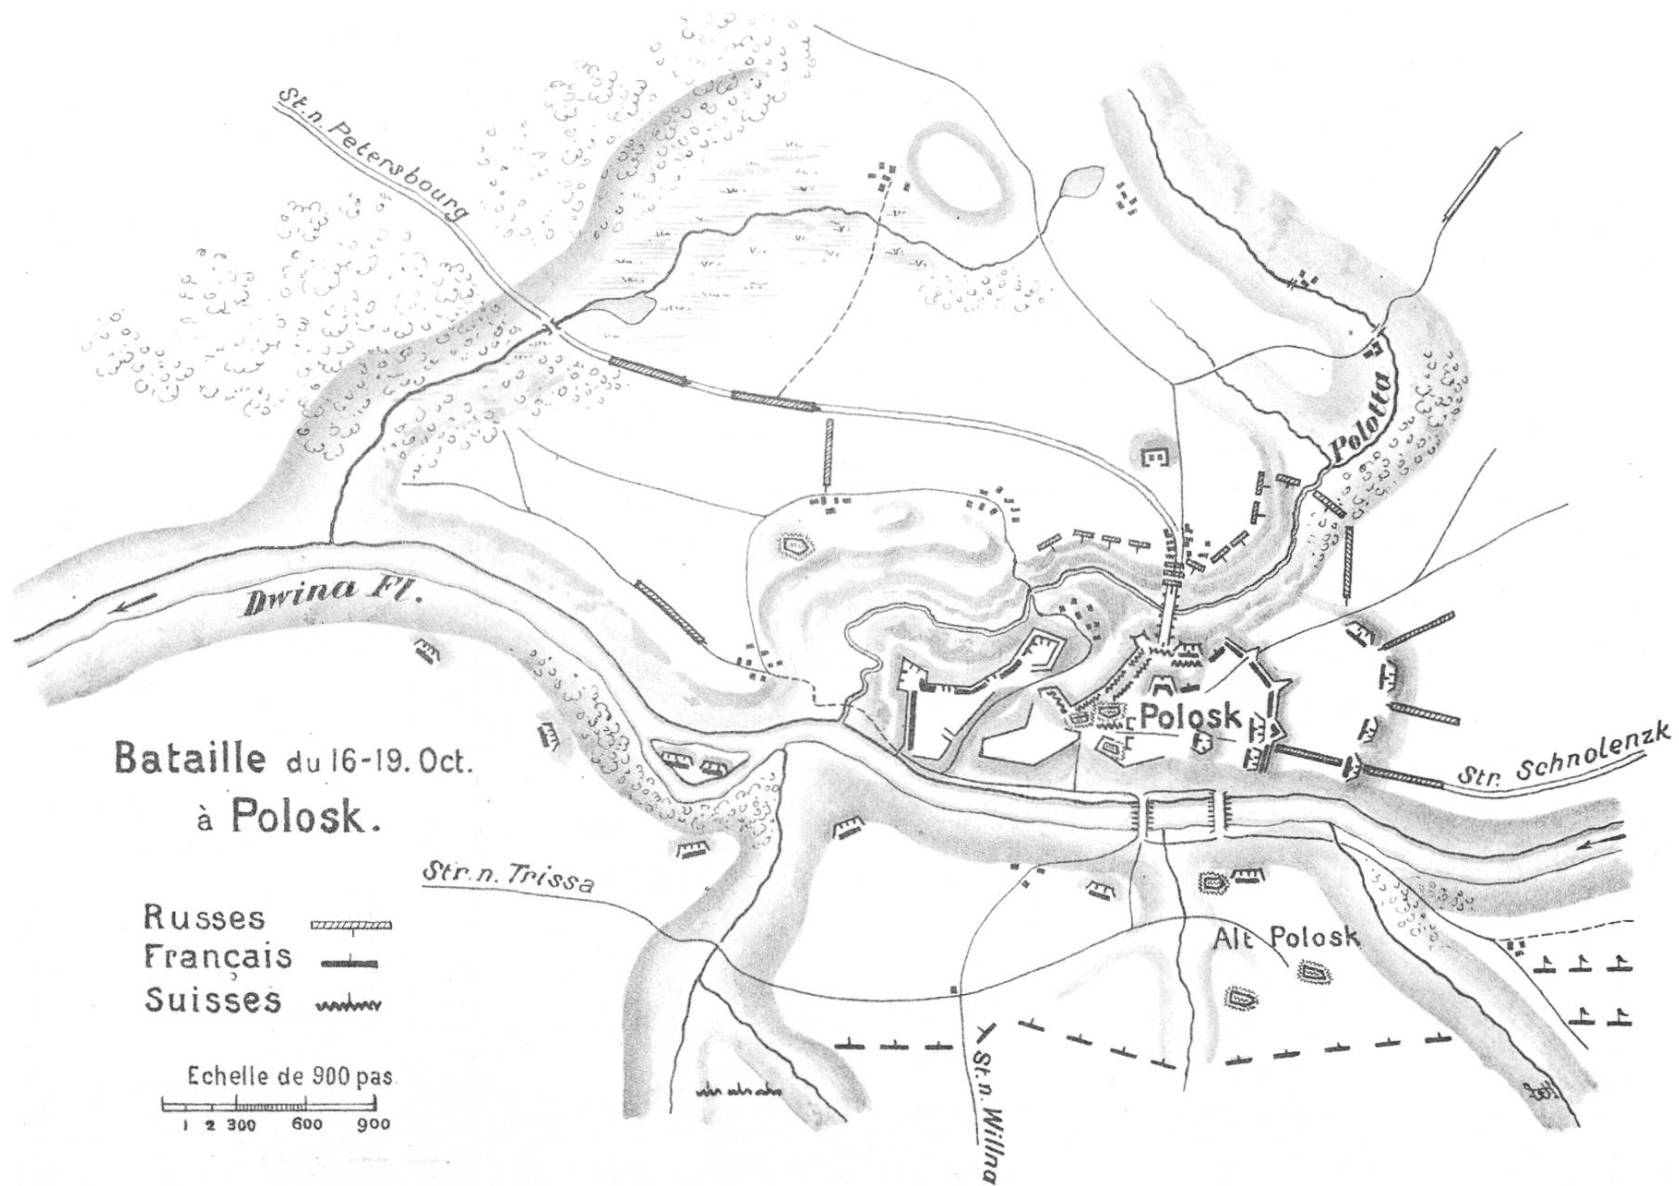 St. n. Petersbourg
Polotta
Dwina Fl.
Polosk
Bataille du 16-19. Oct.
à Polosk.
Str. Schnolenzk
Str. n. Trissa
Alt Polosk
Russes
Français
Suisses
St. n. Willna
Echelle de 900 pas
1 2 300 600 900